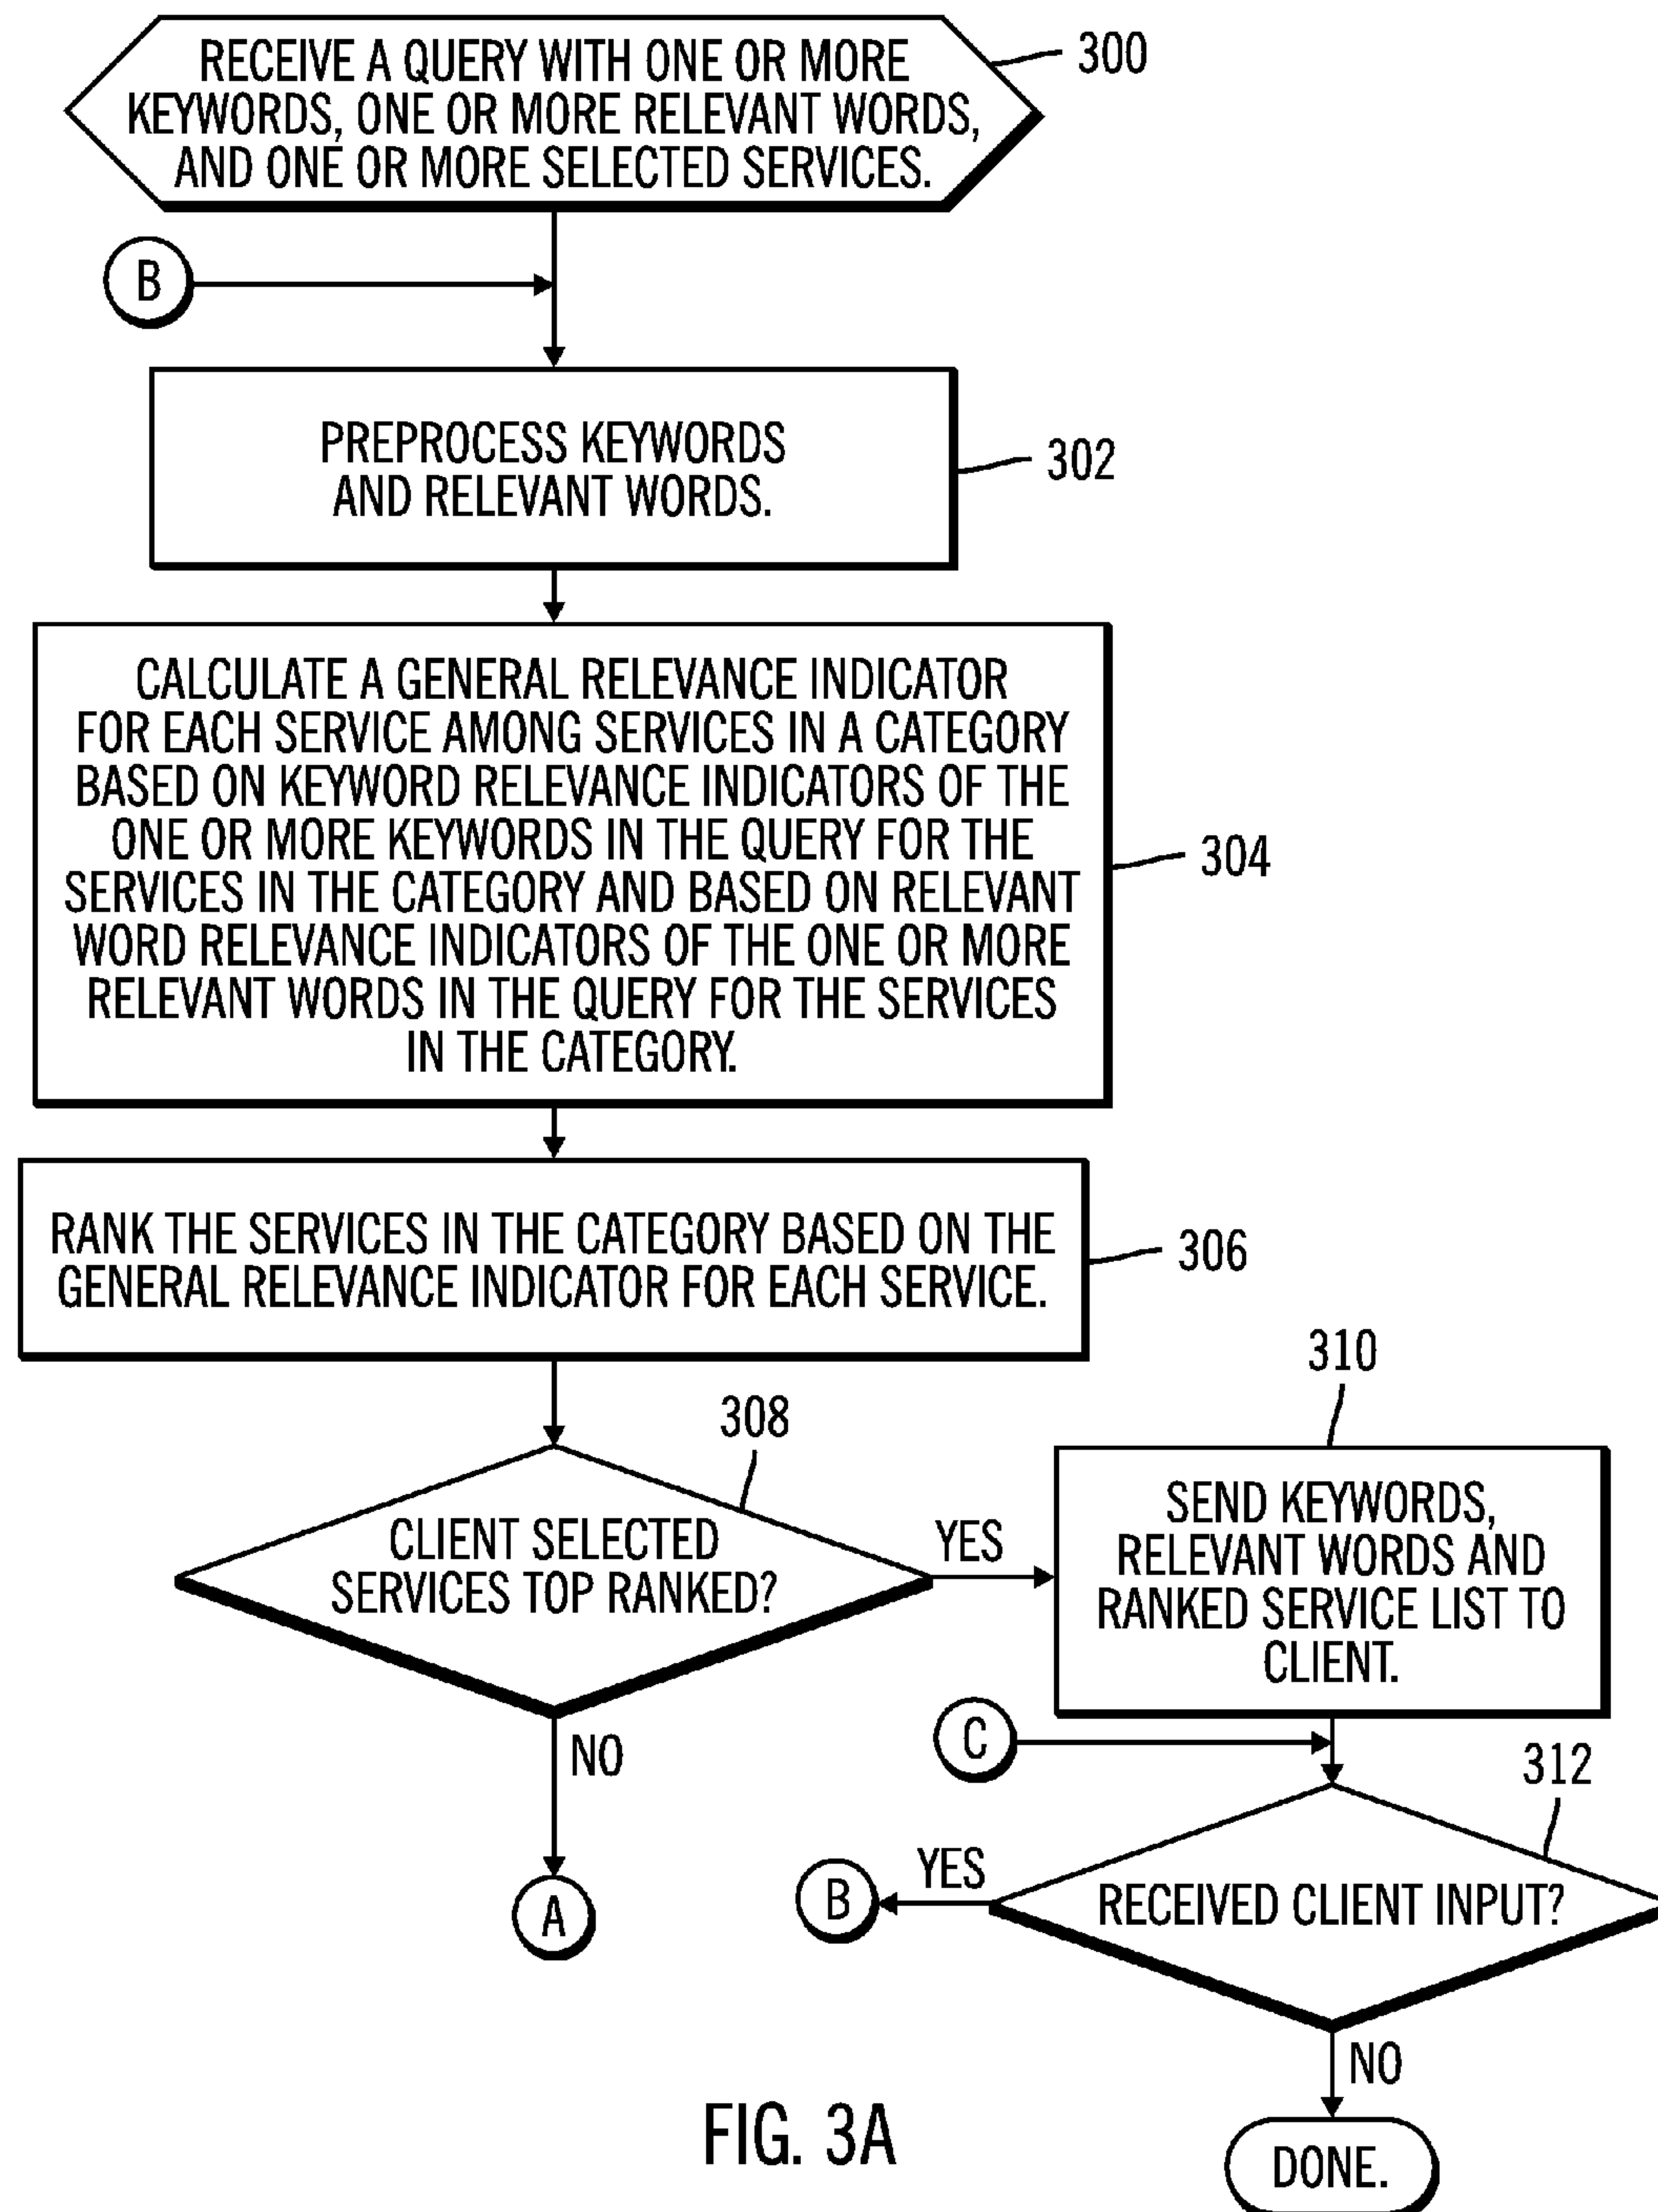 RECEIVE A QUERY WITH ONE OR MORE
KEYWORDS, ONE OR MORE RELEVANT WORDS,
AND ONE OR MORE SELECTED SERVICES.
300
B
PREPROCESS KEYWORDS
AND RELEVANT WORDS.
302
CALCULATE A GENERAL RELEVANCE INDICATOR
FOR EACH SERVICE AMONG SERVICES IN A CATEGORY
BASED ON KEYWORD RELEVANCE INDICATORS OF THE
ONE OR MORE KEYWORDS IN THE QUERY FOR THE
SERVICES IN THE CATEGORY AND BASED ON RELEVANT
WORD RELEVANCE INDICATORS OF THE ONE OR MORE
RELEVANT WORDS IN THE QUERY FOR THE SERVICES
IN THE CATEGORY.
304
RANK THE SERVICES IN THE CATEGORY BASED ON THE
GENERAL RELEVANCE INDICATOR FOR EACH SERVICE.
306
308
CLIENT SELECTED
SERVICES TOP RANKED?
YES
NO
A
310
SEND KEYWORDS,
RELEVANT WORDS AND
RANKED SERVICE LIST TO
CLIENT.
C
312
RECEIVED CLIENT INPUT?
YES
B
NO
DONE.
FIG. 3A